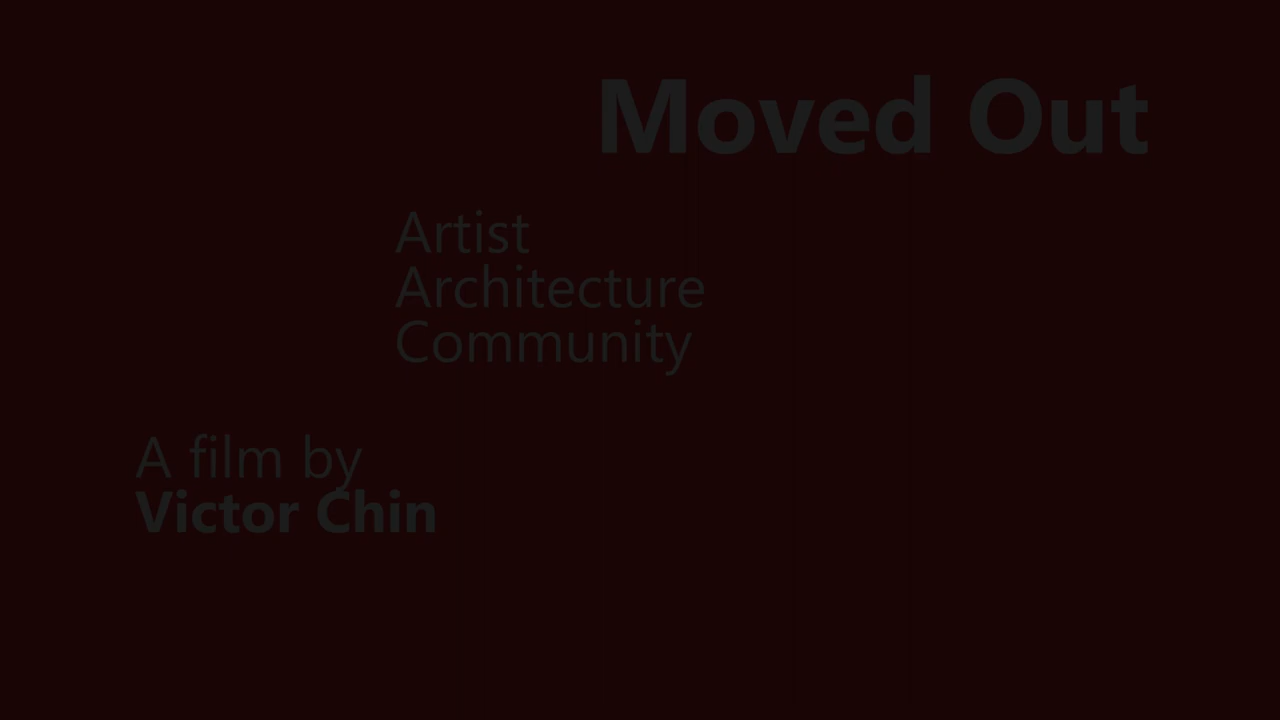 Moved Out
Artist
Architecture
Community
A film by
Victor Chin